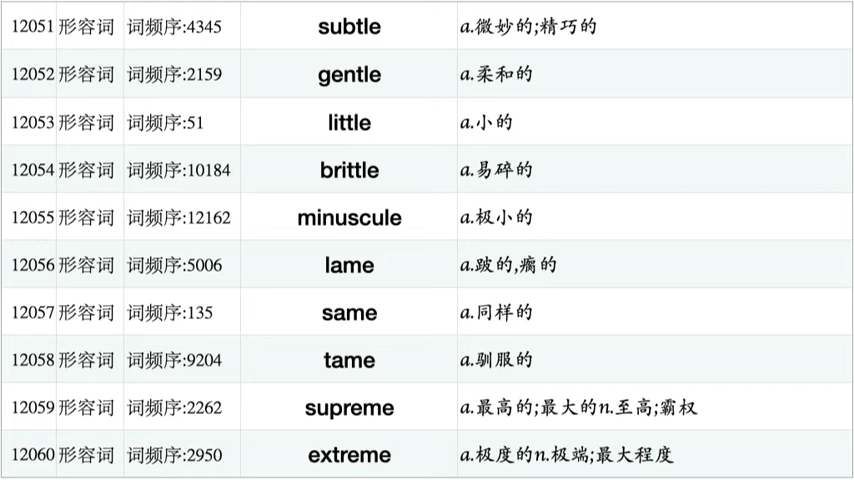 12051 形容词 词频序:4345 subtle a.微妙的;精巧的
12052 形容词 词频序:2159 gentle a.柔和的
12053 形容词 词频序:51 little a.小的
12054 形容词 词频序:10184 brittle a.易碎的
12055 形容词 词频序:12162 minuscule a.极小的
12056 形容词 词频序:5006 lame a.跛的,瘸的
12057 形容词 词频序:135 same a.同样的
12058 形容词 词频序:9204 tame a.驯服的
12059 形容词 词频序:2262 supreme a.最高的;最大的n.至高;霸权
12060 形容词 词频序:2950 extreme a.极度的n.极端;最大程度